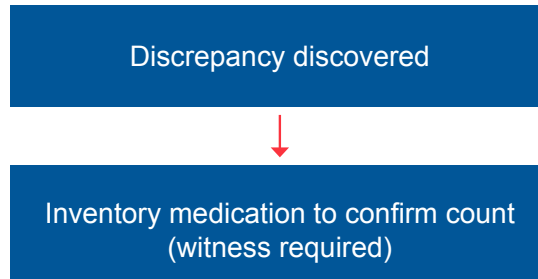 Discrepancy discovered
Inventory medication to confirm count
(witness required)